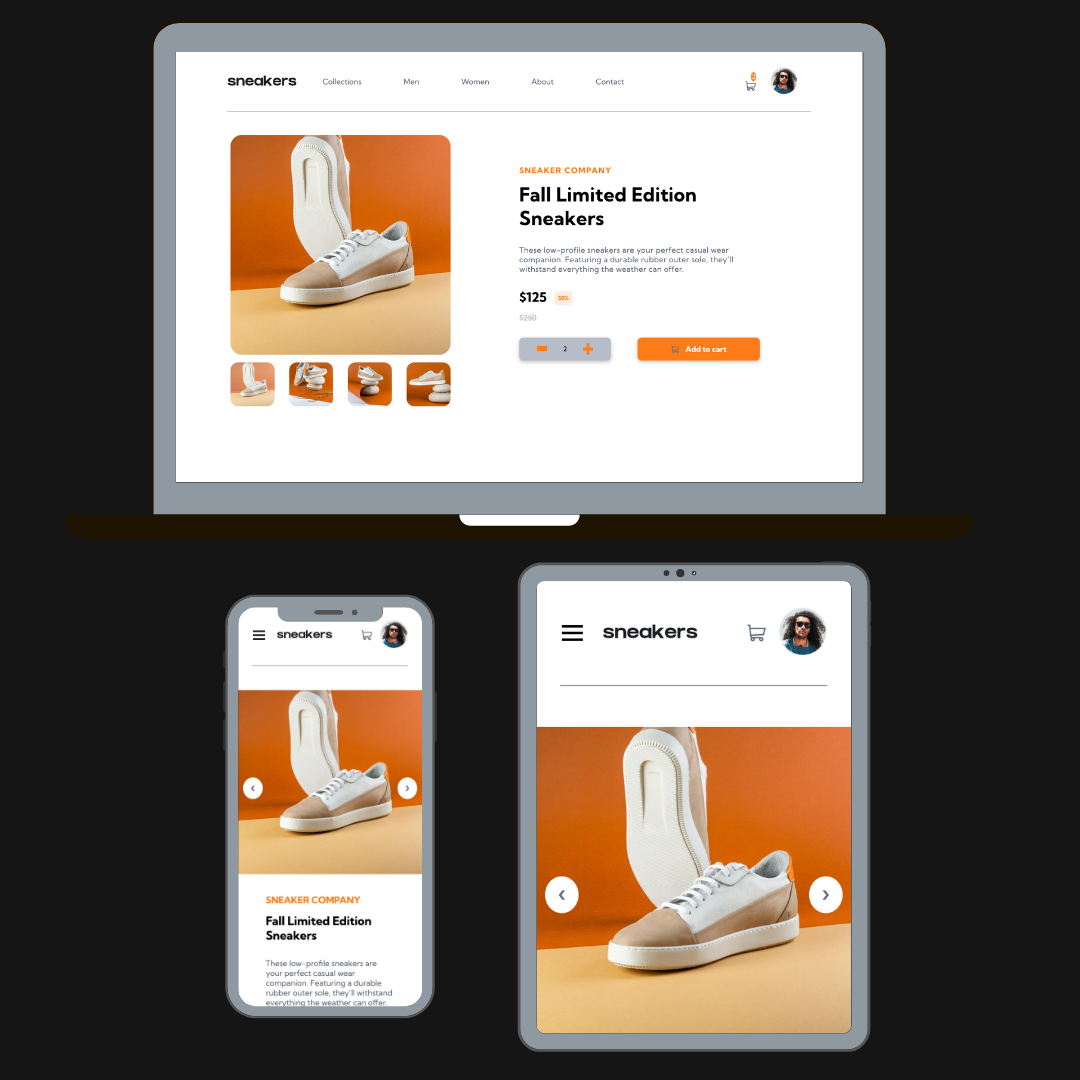 sneakers Collections Men Women About Contact
SNEAKER COMPANY
Fall Limited Edition
Sneakers
These low-profile sneakers are your perfect casual wear
companion. Featuring a durable rubber outer sole, they'll
withstand everything the weather can offer.
$125 50%
$250
2 Add to cart
sneakers
SNEAKER COMPANY
Fall Limited Edition
Sneakers
These low-profile sneakers are
your perfect casual wear
companion. Featuring a durable
rubber outer sole, they'll withstand
everything the weather can offer.
sneakers